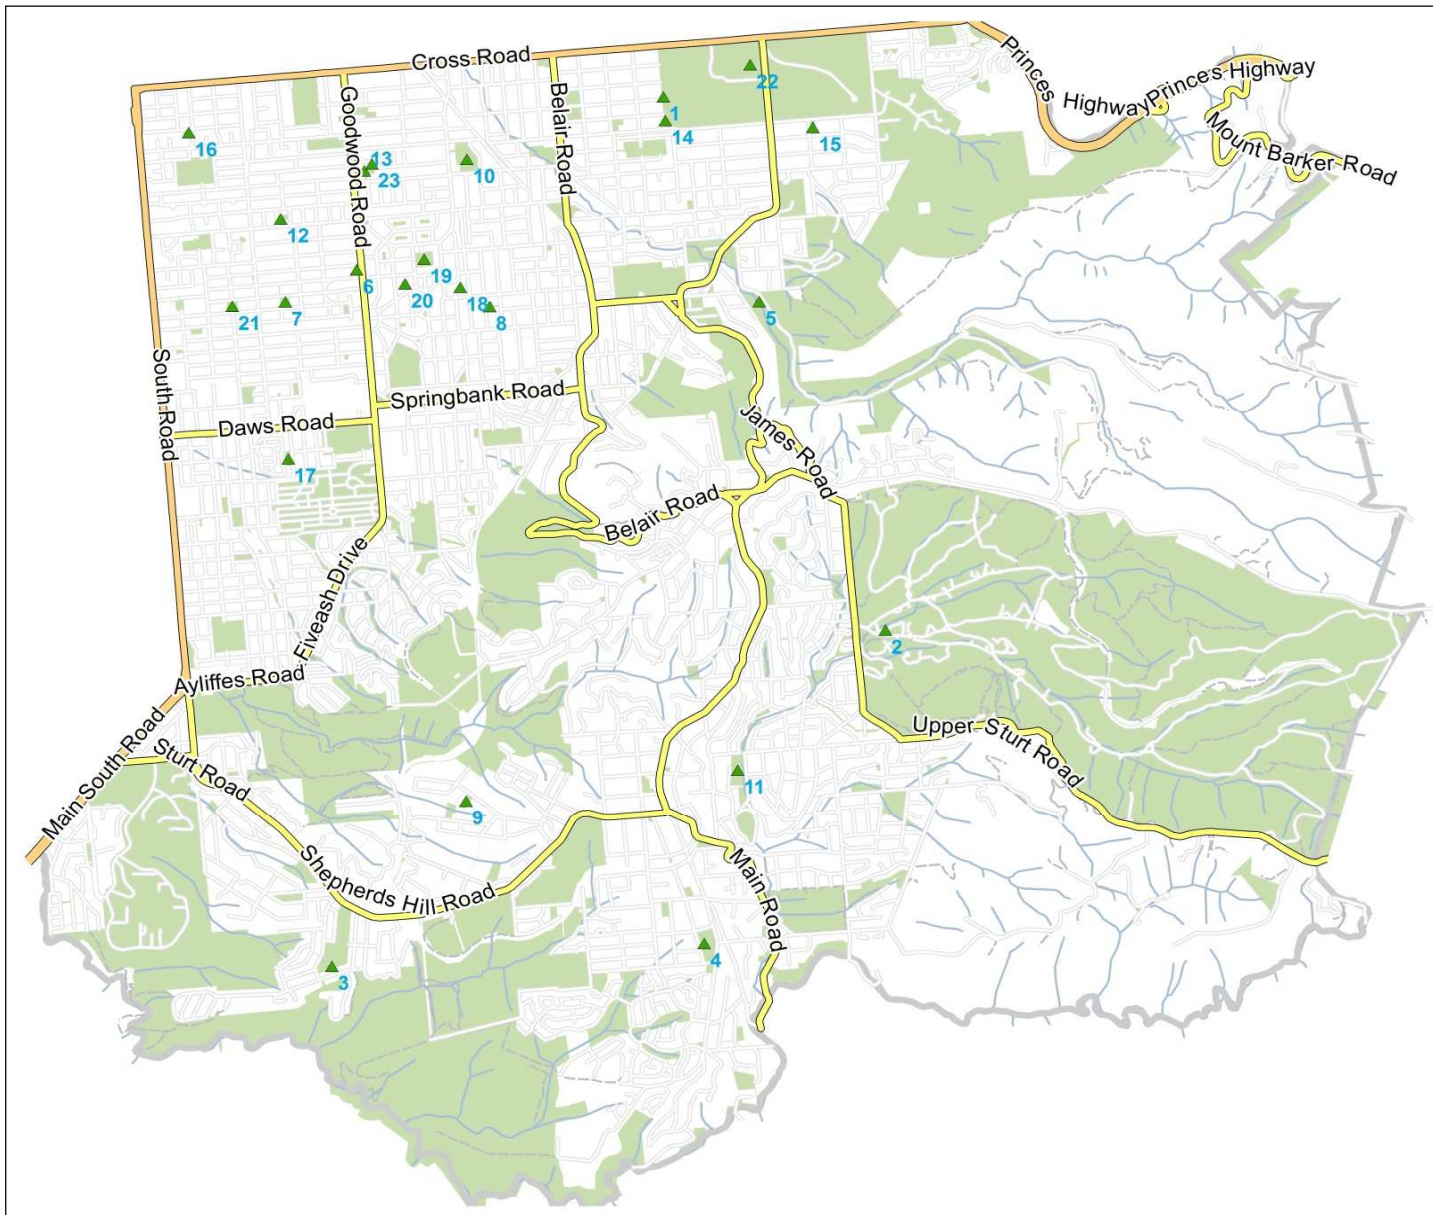 Cross Road
Princes
Highway
Princes Highway
Mount Barker Road
Goodwood Road
Belair Road
22
1
14
15
16
13
23
10
12
6
19
20
18
8
21
7
5
South Road
Springbank Road
Daws Road
James Road
17
Belair Road
Fiveash Drive
2
Ayliffes Road
Upper Sturt Road
Main South Road
Sturt Road
11
9
Shepherds Hill Road
Main Road
4
3